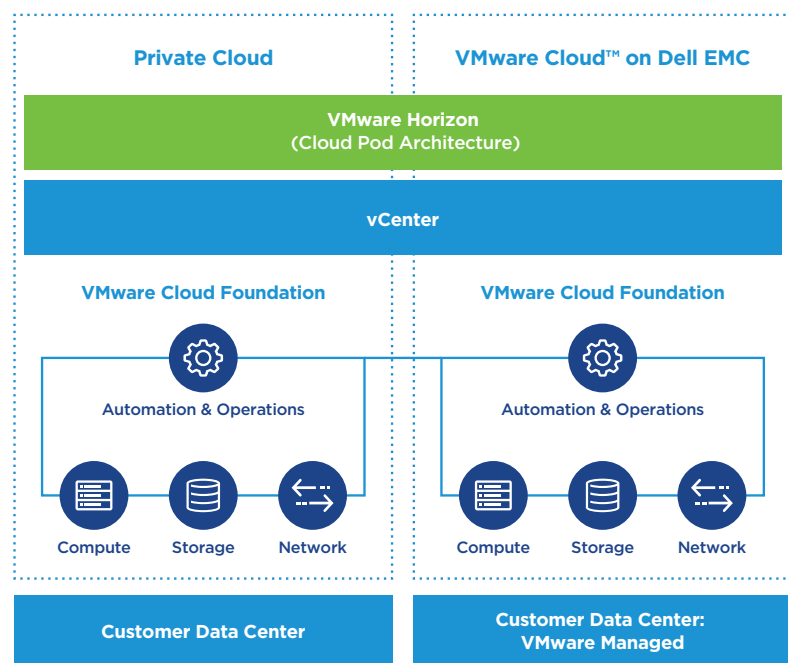 Private Cloud
VMware Cloud™ on Dell EMC
VMware Horizon
(Cloud Pod Architecture)
vCenter
VMware Cloud Foundation
VMware Cloud Foundation
Automation & Operations
Automation & Operations
Compute
Storage
Network
Compute
Storage
Network
Customer Data Center
Customer Data Center:
VMware Managed